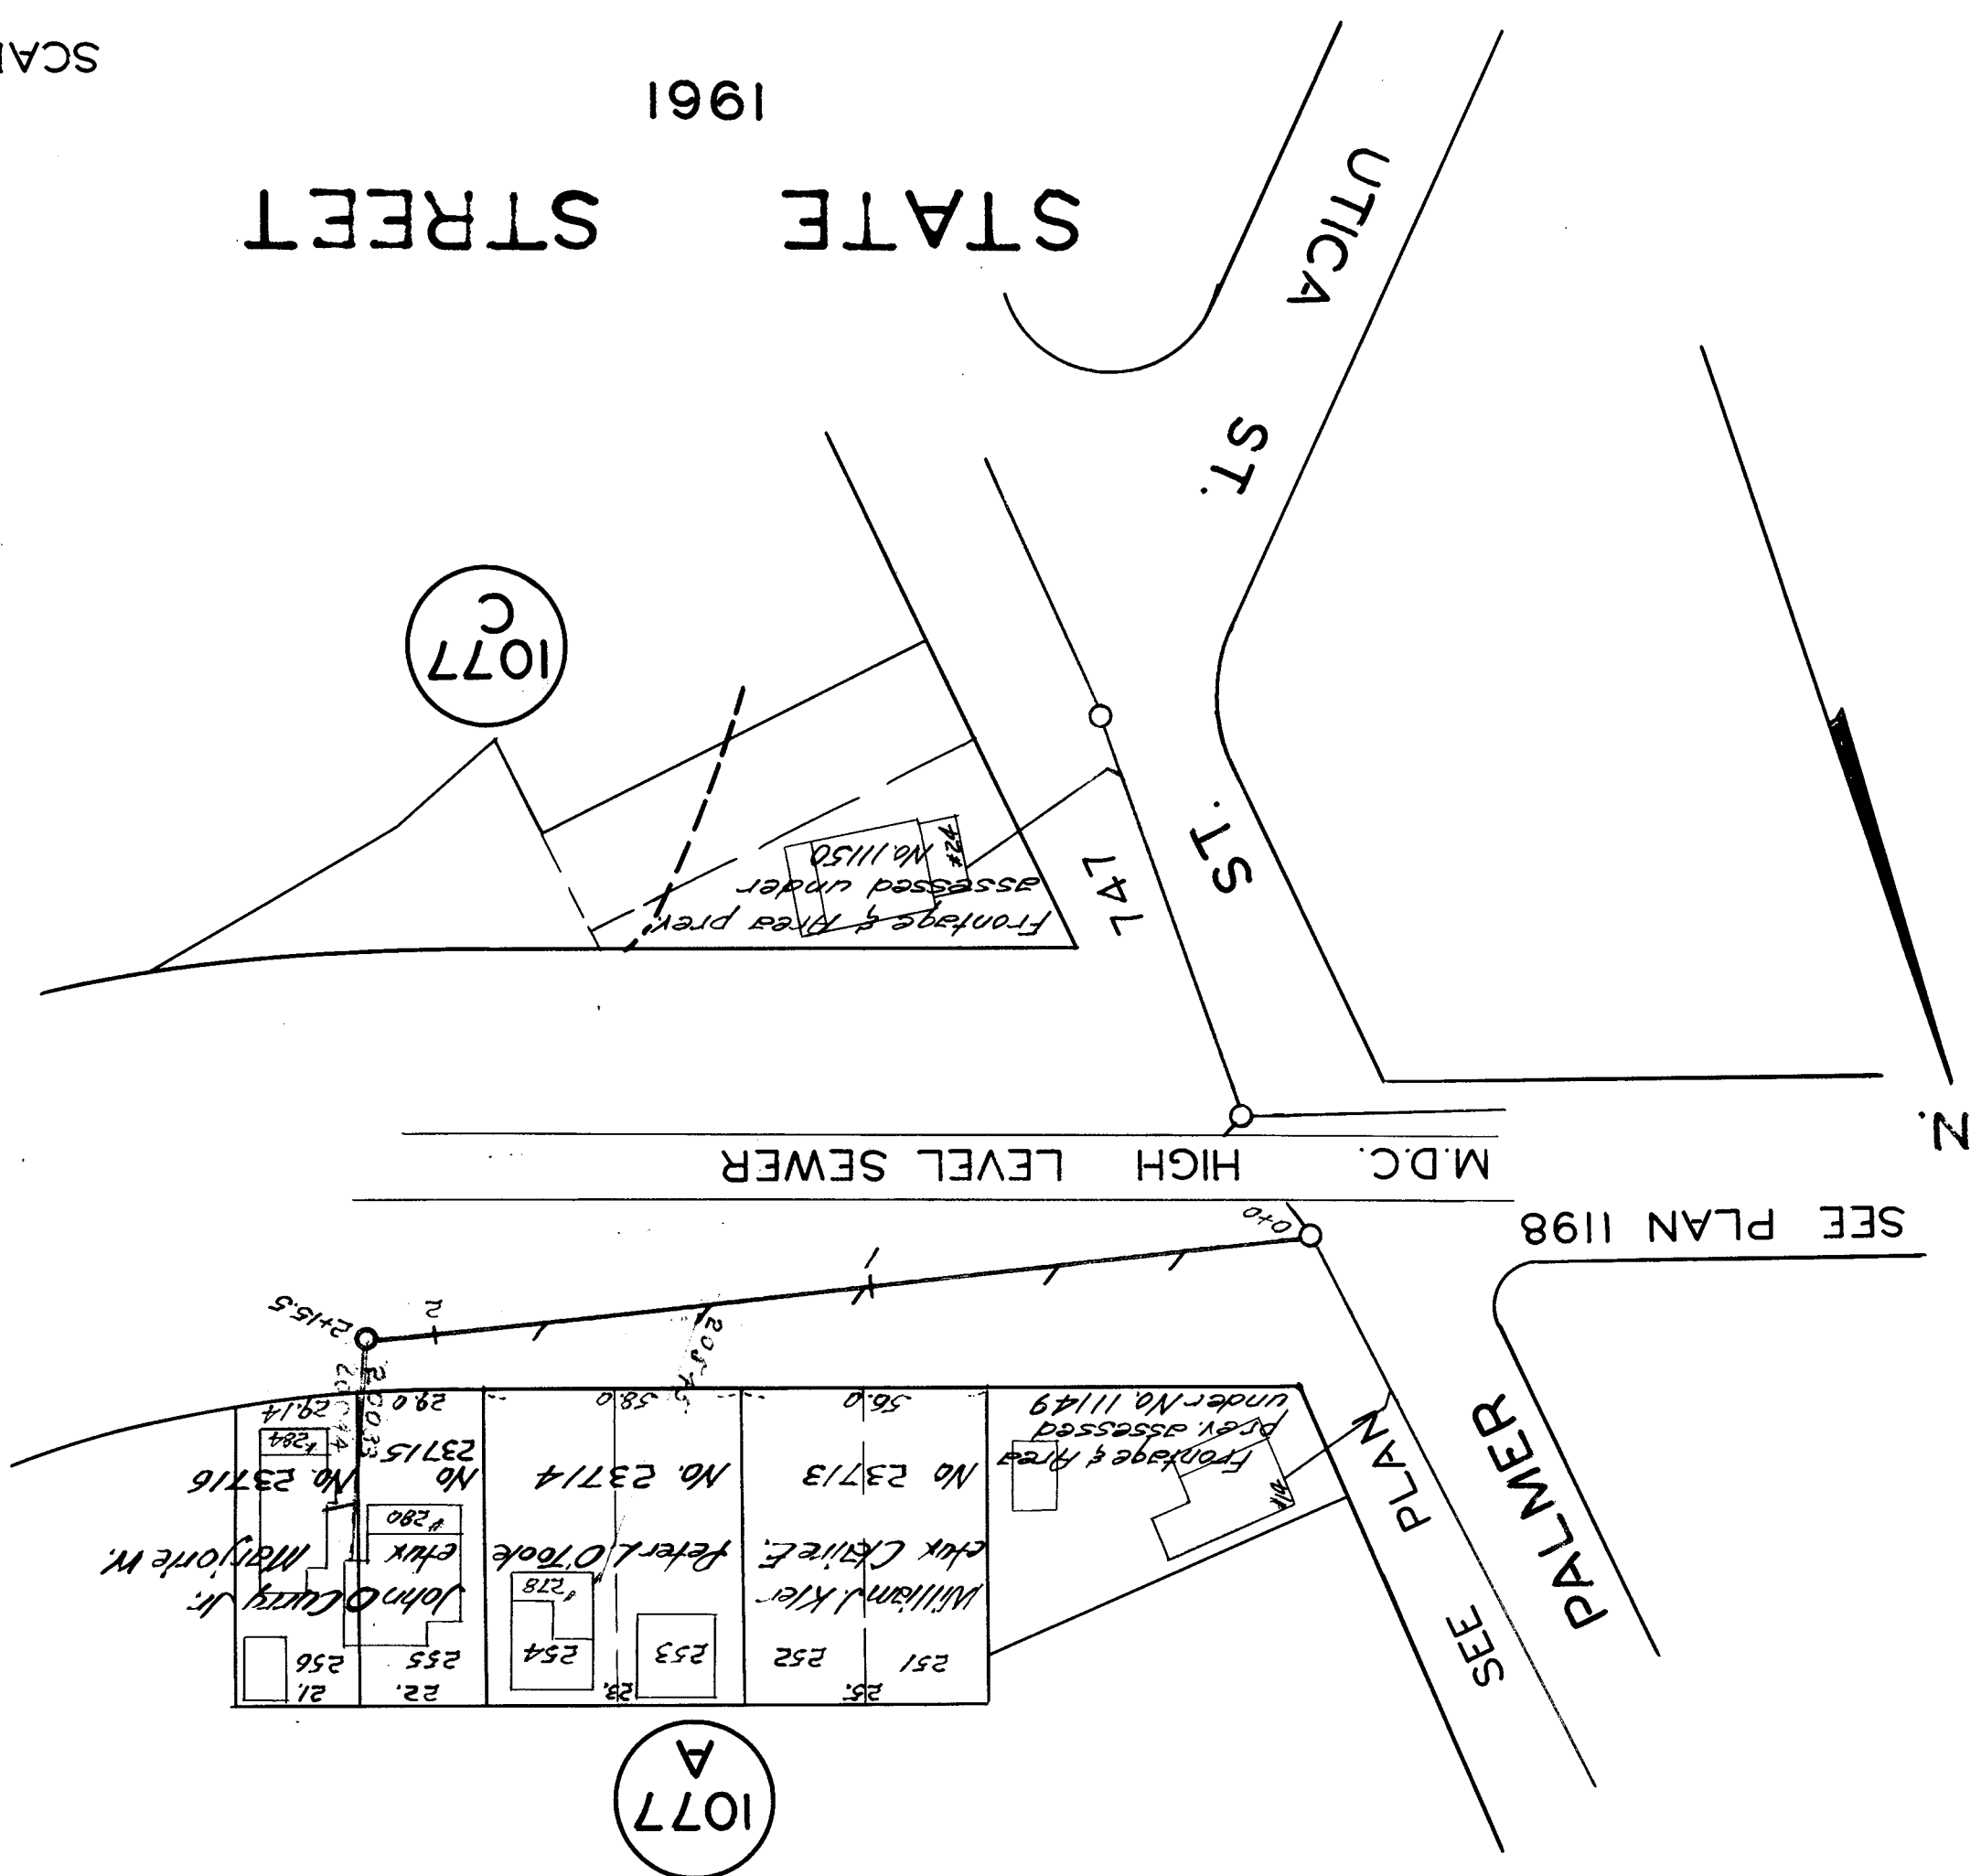 1077
A
21.
22.
23.
25.
256
255
254
253
252
251
John O Curry Jr.
etux Marjorie W.
#278
Peter L O'Toole
William J. Kler
etux Claire E.
#280
#284
No. 23716
No 23715
No. 23714
No 23713
Frontage & Area
prev. assessed
under No. 11149
29.14
29.0
58.0
56.0
2+15.5
2
1
0+0
SEE PLAN
PALMER
ST.
SEE PLAN 1198
M.D.C. HIGH LEVEL SEWER
N.
747
Frontage & Area prev.
assessed under
No. 11150
#42
1077
C
UTICA
ST.
STATE STREET
1961